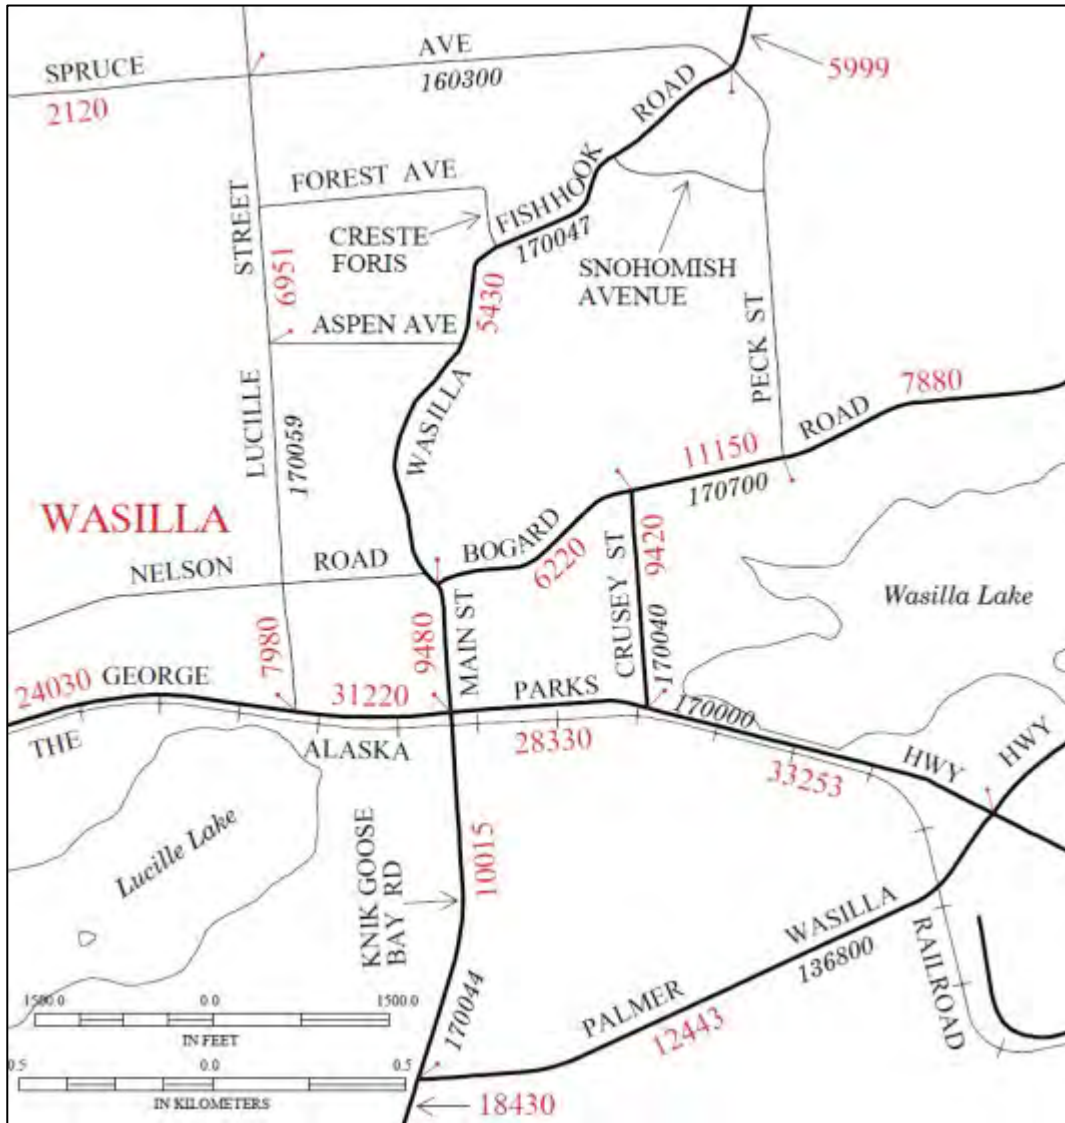 SPRUCE AVE
160300
2120
5999
FOREST AVE
FISHHOOK ROAD
170047
CRESTE
FORIS
SNOHOMISH
AVENUE
STREET
6951
5430
ASPEN AVE
PECK ST
7880
LUCILLE
170059
WASILLA
ROAD
11150
170700
WASILLA
BOGARD
6220
CRUSEY ST
9420
170040
NELSON ROAD
Wasilla Lake
7980
9480
MAIN ST
24030
GEORGE
31220
PARKS
170000
HWY
HWY
THE
ALASKA
28330
33253
Lucille Lake
KNIK GOOSE
BAY RD
10015
WASILLA
136800
RAILROAD
170044
PALMER
12443
1500.0 0.0 1500.0
IN FEET
0.5 0.0 0.5
IN KILOMETERS
18430